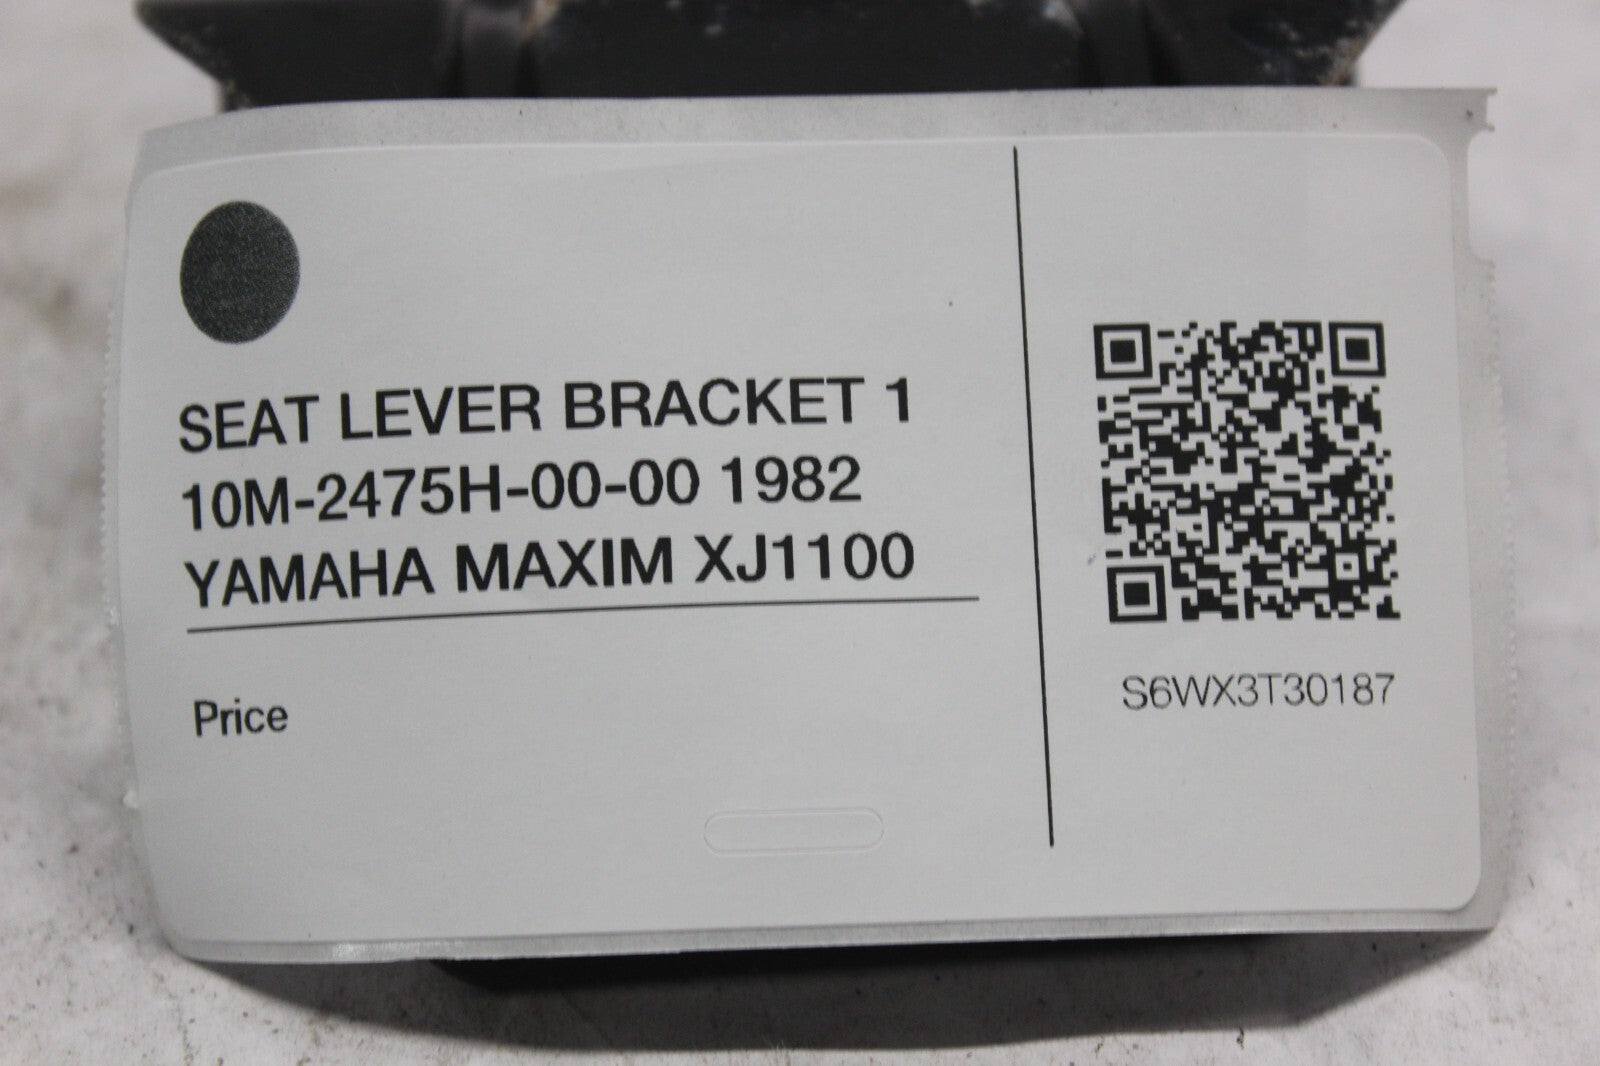 SEAT LEVER BRACKET 1
10M-2475H-00-00 1982
YAMAHA MAXIM XJ1100
Price
S6WX3T30187